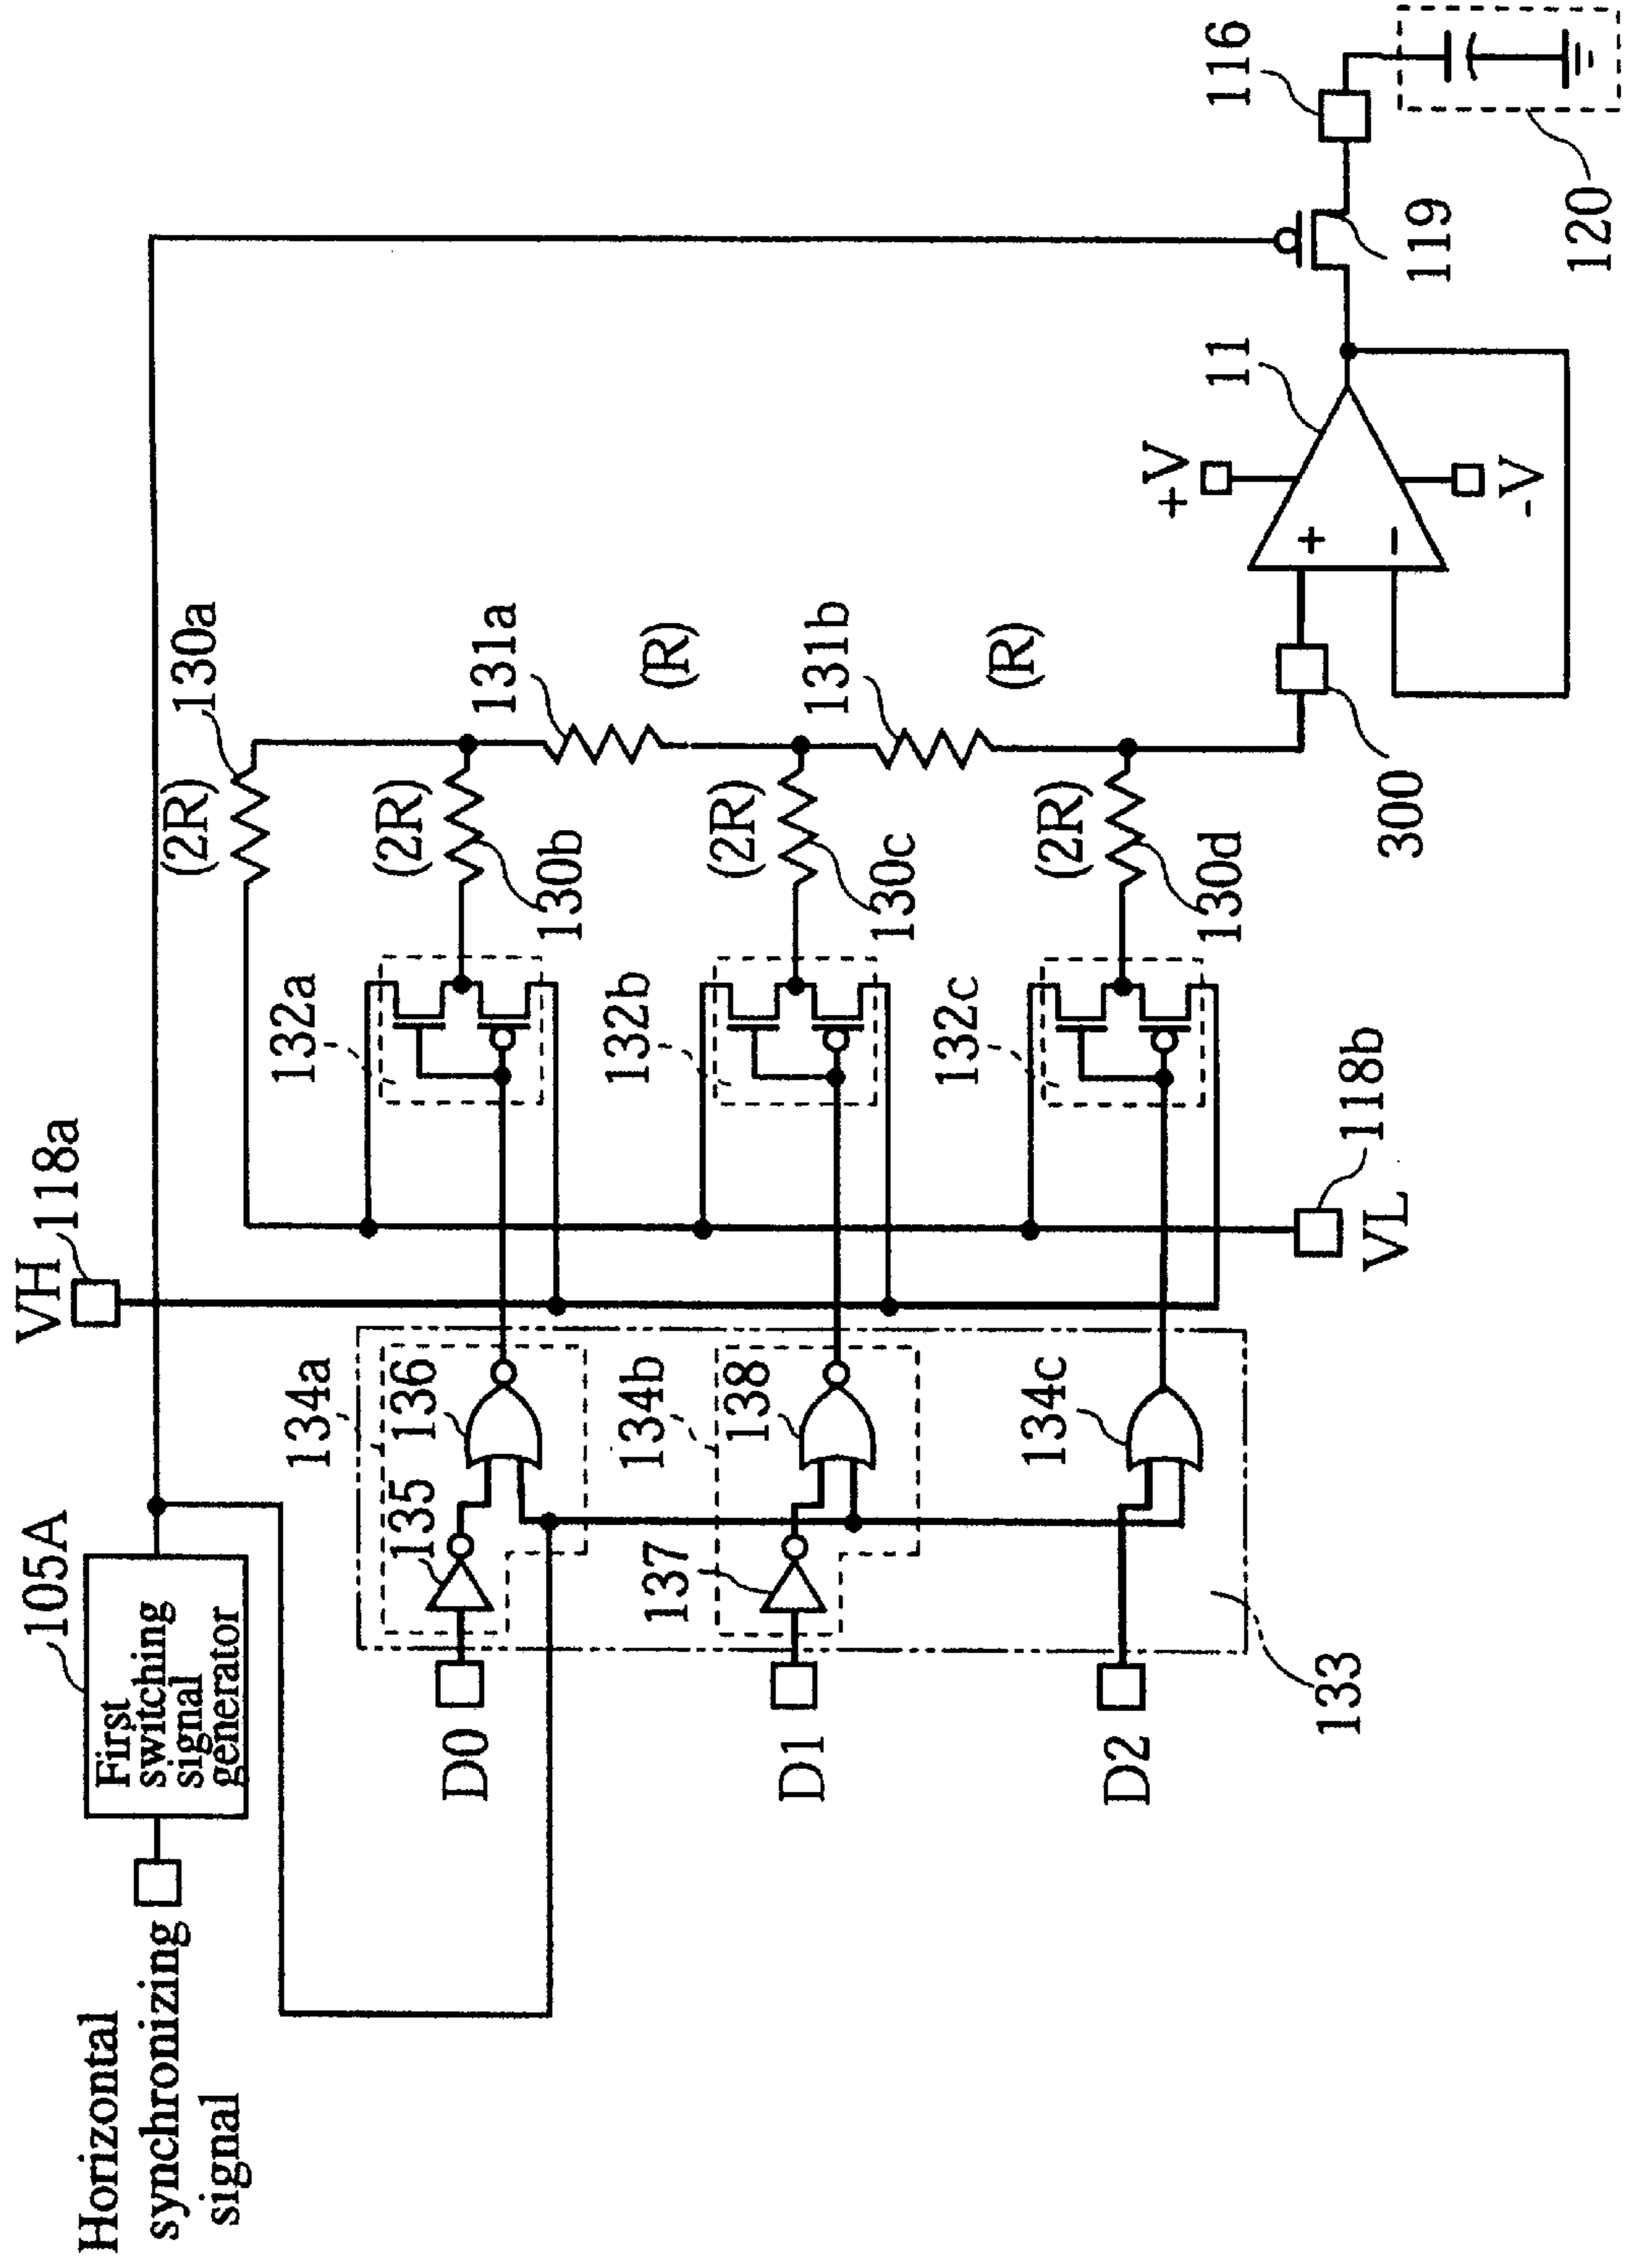 Horizontal
synchronizing
signal
105A
First
switching
signal
generator
VH
118a
134a
135
136
132a
(2R)
130a
(2R)
130b
131a
(R)
D0
134b
137
138
132b
(2R)
130c
131b
(R)
D1
134c
132c
(2R)
130d
D2
133
VL
118b
300
+V
-V
+
−
11
119
116
120